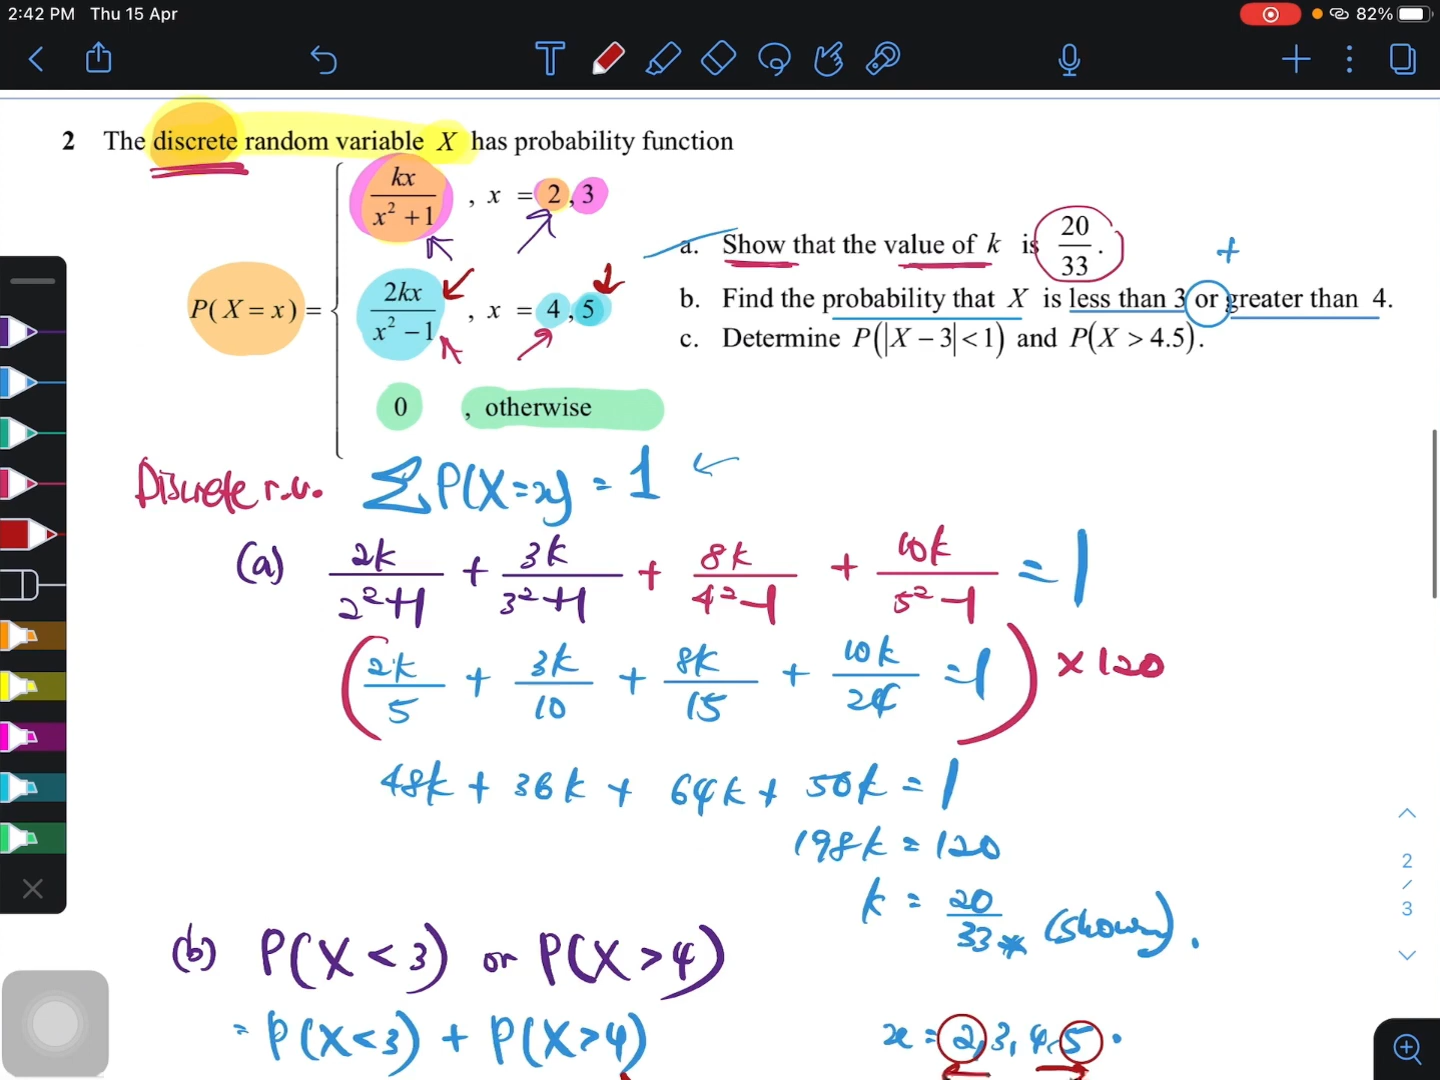 2:42 PM Thu 15 Apr 82%
2 The discrete random variable X has probability function
P(X = x) = { kx / x² + 1 , x = 2, 3
2kx / x² − 1 , x = 4, 5
0 , otherwise
a. Show that the value of k is 20/33.
b. Find the probability that X is less than 3 or greater than 4.
c. Determine P(|X − 3| < 1) and P(X > 4.5).
+
Discrete r.v. ∑ P(X=x) = 1
(a) 2k/2²+1 + 3k/3²+1 + 8k/4²−1 + 10k/5²−1 = 1
(2k/5 + 3k/10 + 8k/15 + 10k/24 = 1) × 120
48k + 36k + 64k + 50k = 1
198k = 120
k = 20/33 * (shown).
(b) P(X < 3) or P(X > 4)
= P(X<3) + P(X>4)
x = 2, 3, 4, 5.
2 / 3